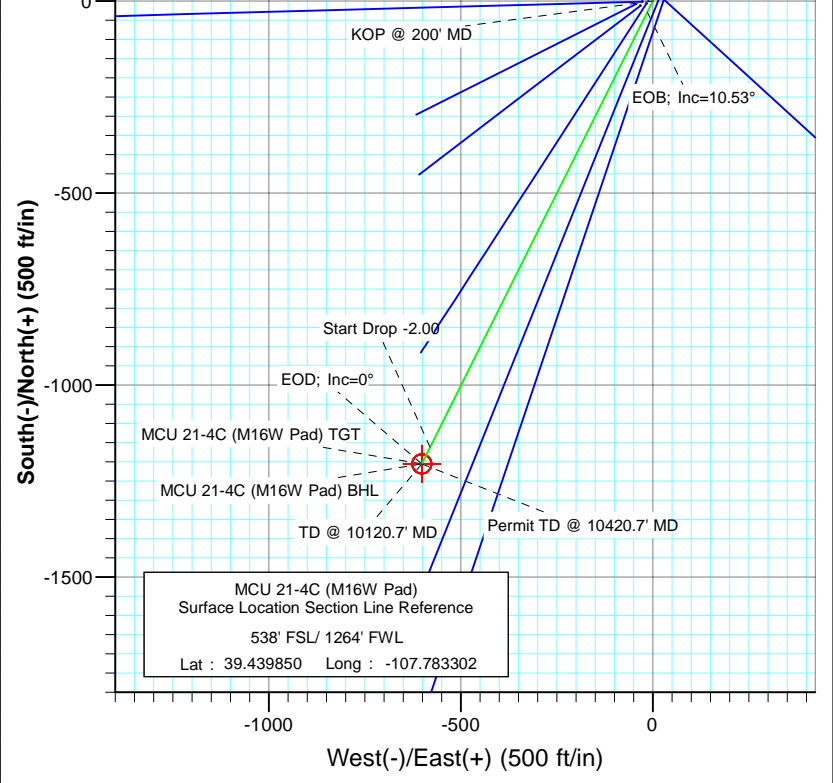 0
KOP @ 200' MD
EOB; Inc=10.53°
-500
Start Drop -2.00
-1000
EOD; Inc=0°
MCU 21-4C (M16W Pad) TGT
MCU 21-4C (M16W Pad) BHL
TD @ 10120.7' MD
Permit TD @ 10420.7' MD
-1500
South(-)/North(+) (500 ft/in)
MCU 21-4C (M16W Pad)
Surface Location Section Line Reference
538' FSL/ 1264' FWL
Lat : 39.439850 Long : -107.783302
-1000 -500 0
West(-)/East(+) (500 ft/in)